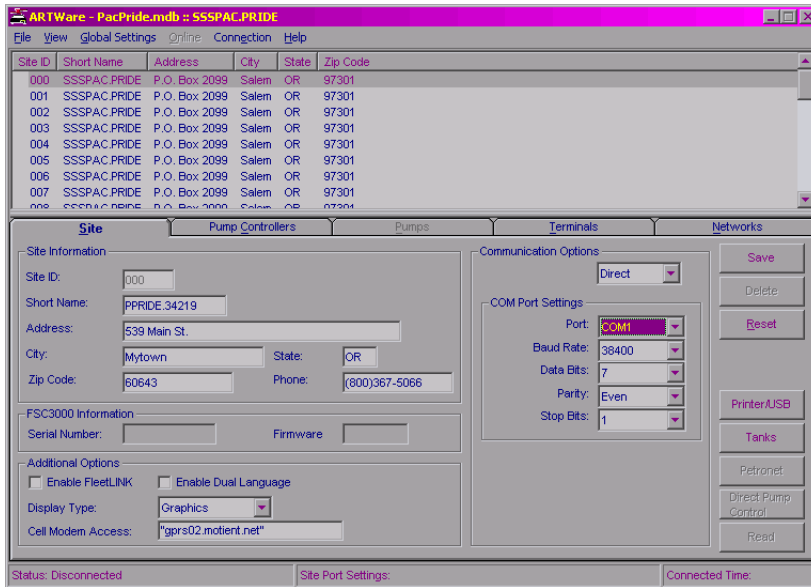 ARTWare - PacPride.mdb :: SSSPAC.PRIDE
File View Global Settings Online Connection Help
Site ID Short Name Address City State Zip Code
000 SSSPAC.PRIDE P.O. Box 2099 Salem OR 97301
001 SSSPAC.PRIDE P.O. Box 2099 Salem OR 97301
002 SSSPAC.PRIDE P.O. Box 2099 Salem OR 97301
003 SSSPAC.PRIDE P.O. Box 2099 Salem OR 97301
004 SSSPAC.PRIDE P.O. Box 2099 Salem OR 97301
005 SSSPAC.PRIDE P.O. Box 2099 Salem OR 97301
006 SSSPAC.PRIDE P.O. Box 2099 Salem OR 97301
007 SSSPAC.PRIDE P.O. Box 2099 Salem OR 97301
008 SSSPAC.PRIDE P.O. Box 2099 Salem OR 97301
Site Pump Controllers Pumps Terminals Networks
Site Information
Site ID: 000
Short Name: PPRIDE.34219
Address: 539 Main St.
City: Mytown State: OR
Zip Code: 60643 Phone: (800)367-5066
FSC3000 Information
Serial Number: Firmware
Additional Options
Enable FleetLINK Enable Dual Language
Display Type: Graphics
Cell Modem Access: "gprs02.motient.net"
Communication Options
Direct
COM Port Settings
Port: COM1
Baud Rate: 38400
Data Bits: 7
Parity: Even
Stop Bits: 1
Save
Delete
Reset
Printer/USB
Tanks
Petronet
Direct Pump
Control
Read
Status: Disconnected Site Port Settings: Connected Time: